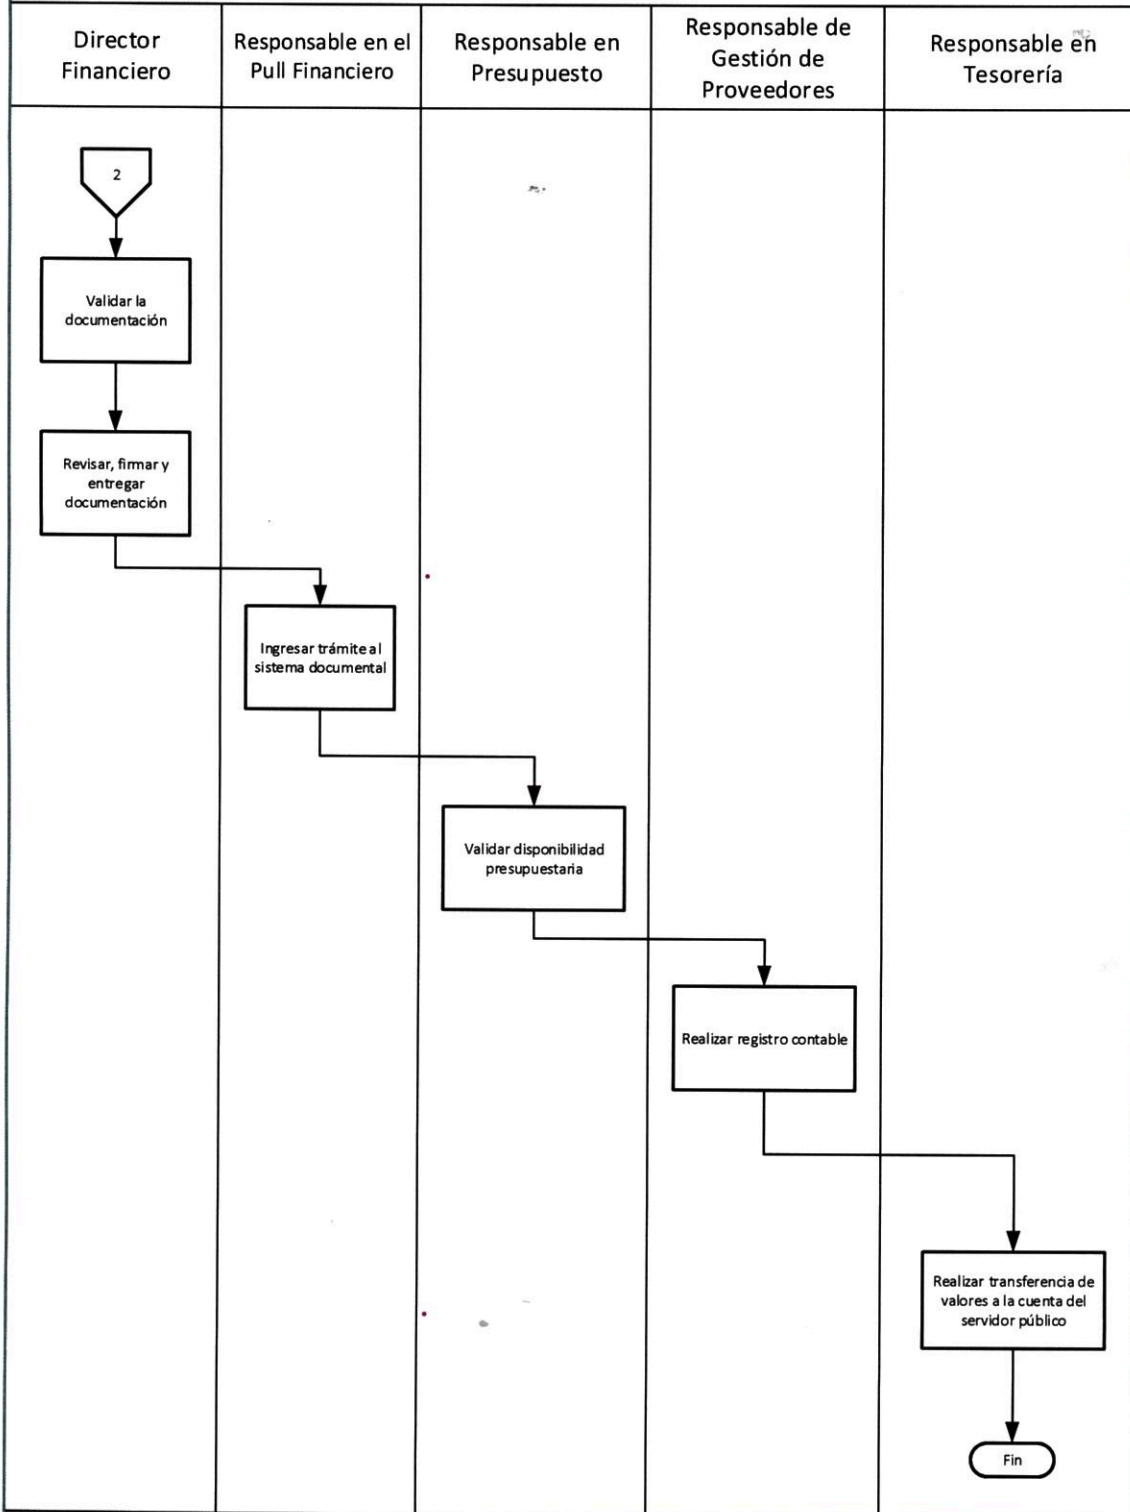 Director
Financiero
Responsable en el
Pull Financiero
Responsable en
Presupuesto
Responsable de
Gestión de
Proveedores
Responsable en
Tesorería
2
Validar la
documentación
Revisar, firmar y
entregar
documentación
Ingresar trámite al
sistema documental
Validar disponibilidad
presupuestaria
Realizar registro contable
Realizar transferencia de
valores a la cuenta del
servidor público
Fin